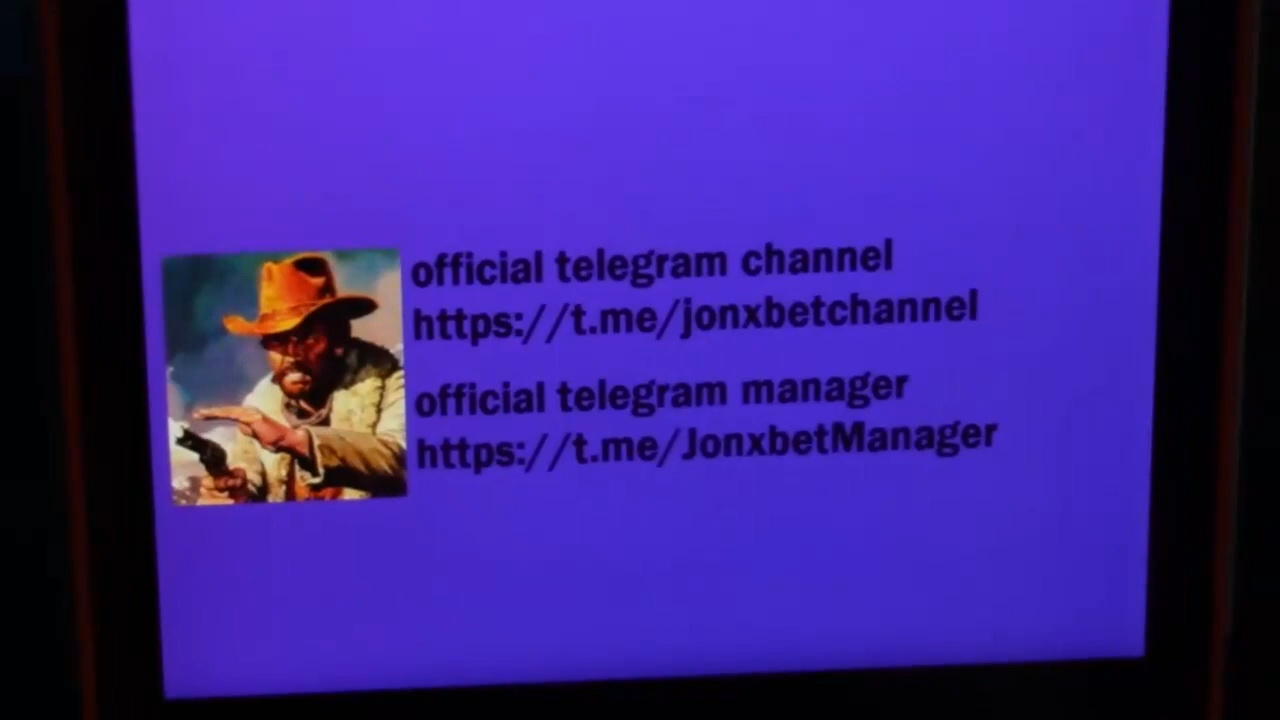 official telegram channel
https://t.me/jonxbetchannel
official telegram manager
https://t.me/JonxbetManager